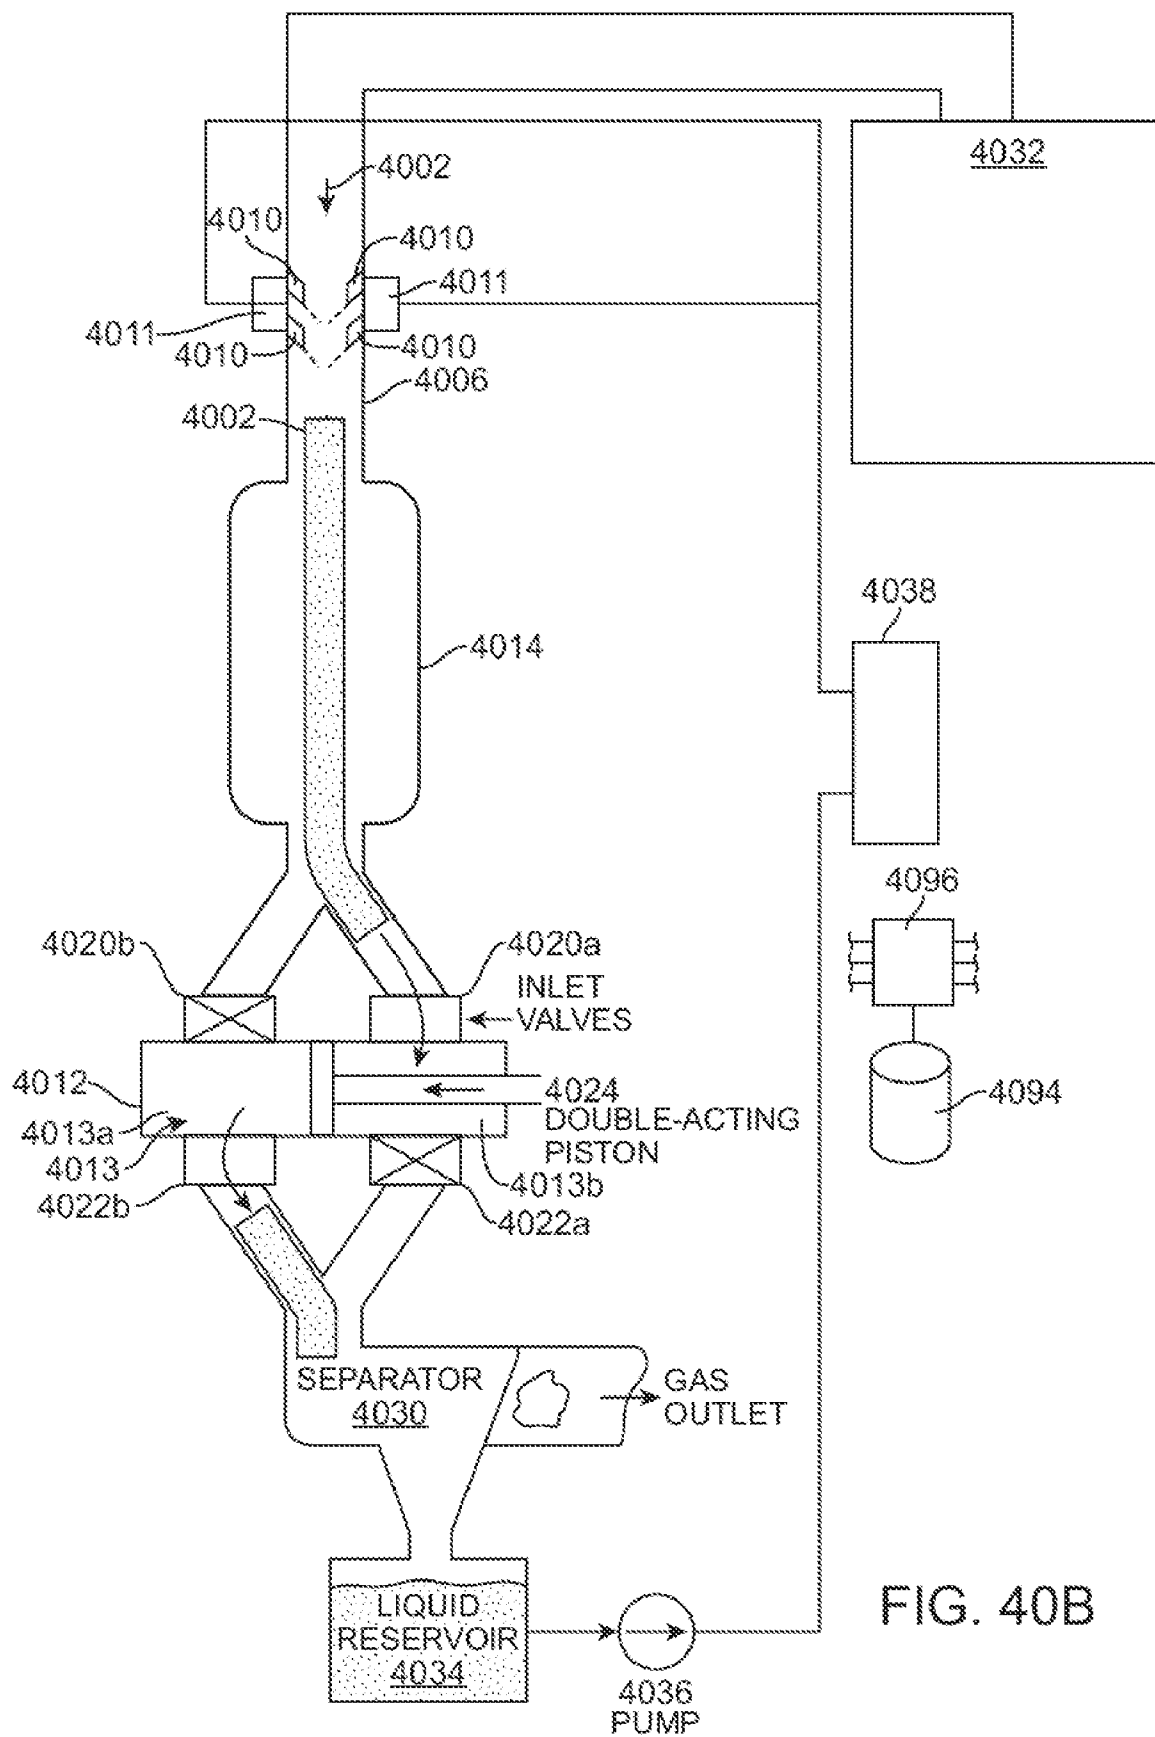 4032
4002
4010
4010
4011
4011
4010
4010
4006
4002
4038
4014
4096
4020b
4020a
INLET
VALVES
4012
4024
DOUBLE-ACTING
PISTON
4094
4013a
4013
4013b
4022b
4022a
SEPARATOR
4030
GAS
OUTLET
LIQUID
RESERVOIR
4034
4036
PUMP
FIG. 40B